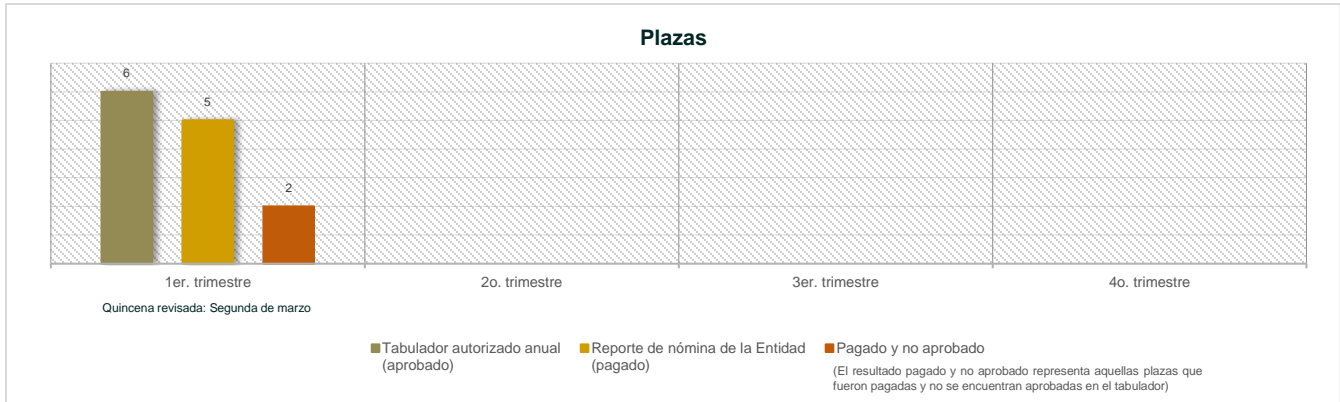 Plazas
6
5
2
1er. trimestre
2o. trimestre
3er. trimestre
4o. trimestre
Quincena revisada: Segunda de marzo
Tabulador autorizado anual
(aprobado)
Reporte de nómina de la Entidad
(pagado)
Pagado y no aprobado
(El resultado pagado y no aprobado representa aquellas plazas que
fueron pagadas y no se encuentran aprobadas en el tabulador)